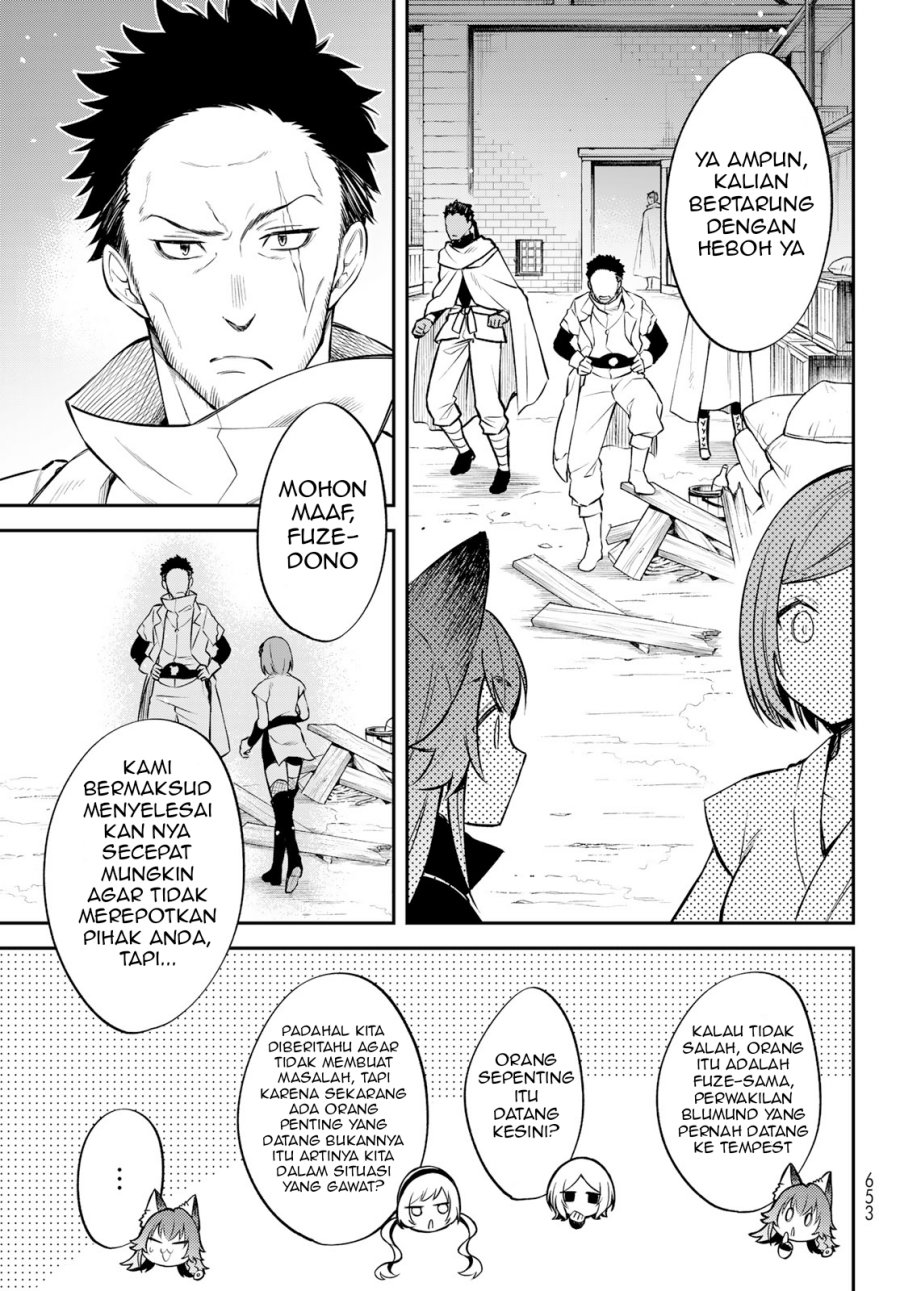 YA AMPUN,
KALIAN
BERTARUNG
DENGAN
HEBOH YA
MOHON
MAAF,
FUZE-
DONO
KAMI
BERMAKSUD
MENYELESAI
KAN NYA
SECEPAT
MUNGKIN
AGAR TIDAK
MEREPOTKAN
PIHAK ANDA,
TAPI...
KALAU TIDAK
SALAH, ORANG
ITU ADALAH
FUZE-SAMA,
PERWAKILAN
BLUMUND YANG
PERNAH DATANG
KE TEMPEST
ORANG
SEPENTING
ITU
DATANG
KESINI?
PADAHAL KITA
DIBERITAHU AGAR
TIDAK MEMBUAT
MASALAH, TAPI
KARENA SEKARANG
ADA ORANG
PENTING YANG
DATANG BUKANNYA
ITU ARTINYA KITA
DALAM SITUASI
YANG GAWAT?
...
653